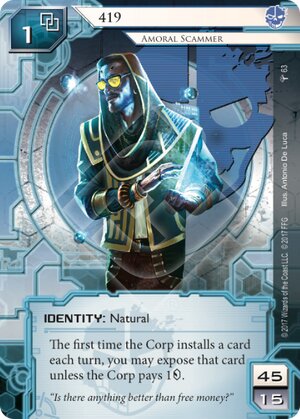 1
419
Amoral Scammer
63
Illus. Antonio De Luca
© 2017 Wizards of the Coast LLC. © 2017 FFG
IDENTITY: Natural
The first time the Corp installs a card
each turn, you may expose that card
unless the Corp pays 1
"Is there anything better than free money?"
45
15